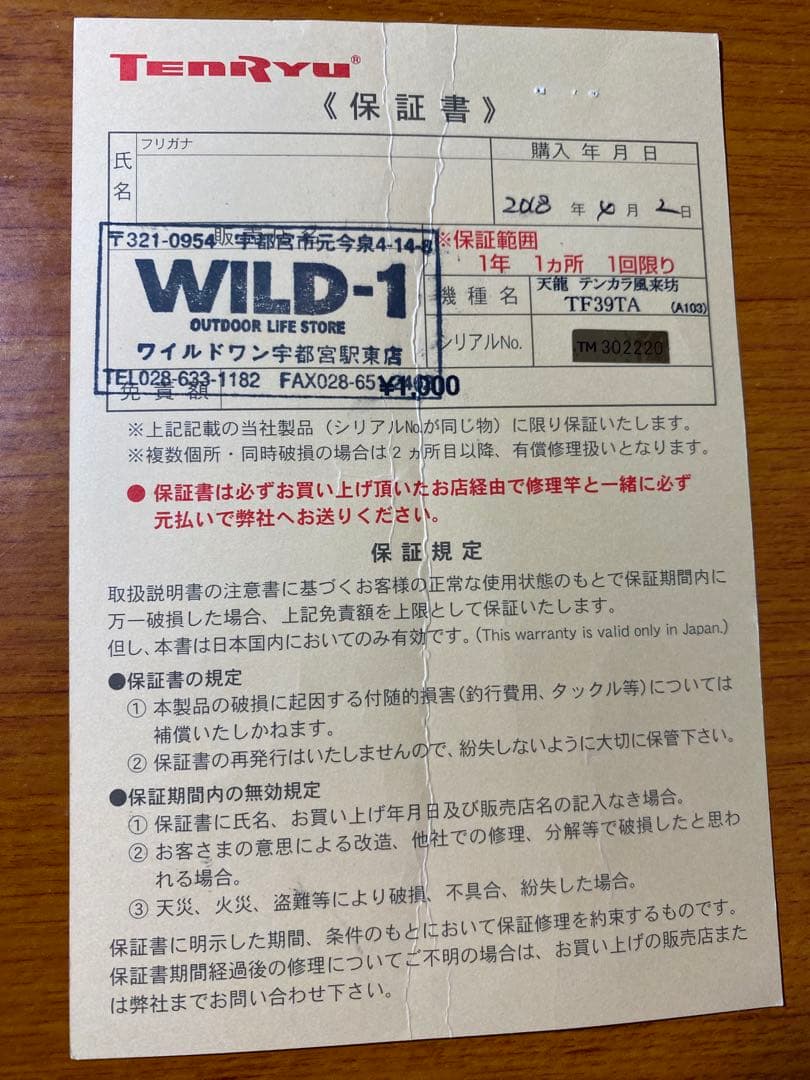 TENRYU®
《保証書》
氏名
フリガナ
購入年月日
2018年4月2日
〒321-0954 宇都宮市元今泉4-14-8
WILD-1
OUTDOOR LIFE STORE
ワイルドワン宇都宮駅東店
TEL028-633-1182 FAX028-651-
※保証範囲
1年 1ヵ所 1回限り
機種名
天龍 テンカラ風来坊
TF39TA (A103)
シリアルNo.
TM 302220
免責額
¥1,000
※上記記載の当社製品（シリアルNo.が同じ物）に限り保証いたします。
※複数個所・同時破損の場合は2ヵ所目以降、有償修理扱いとなります。
●保証書は必ずお買い上げ頂いたお店経由で修理竿と一緒に必ず
元払いで弊社へお送りください。
保証規定
取扱説明書の注意書に基づくお客様の正常な使用状態のもとで保証期間内に
万一破損した場合、上記免責額を上限として保証いたします。
但し、本書は日本国内においてのみ有効です。(This warranty is valid only in Japan.)
●保証書の規定
① 本製品の破損に起因する付随的損害(釣行費用、タックル等)については
補償いたしかねます。
② 保証書の再発行はいたしませんので、紛失しないように大切に保管下さい。
●保証期間内の無効規定
① 保証書に氏名、お買い上げ年月日及び販売店名の記入なき場合。
② お客さまの意思による改造、他社での修理、分解等で破損したと思わ
れる場合。
③ 天災、火災、盗難等により破損、不具合、紛失した場合。
保証書に明示した期間、条件のもとにおいて保証修理を約束するものです。
保証書期間経過後の修理についてご不明の場合は、お買い上げの販売店また
は弊社までお問い合わせ下さい。